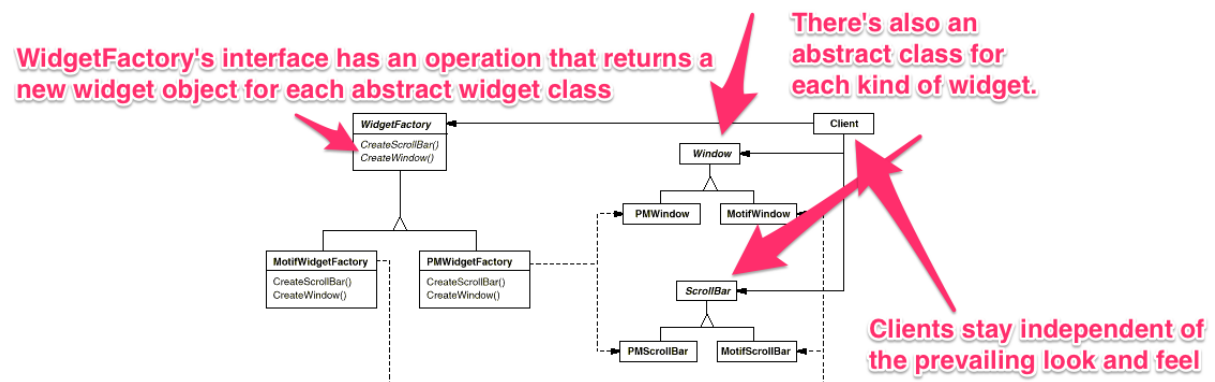 There's also an
abstract class for
each kind of widget.
WidgetFactory's interface has an operation that returns a
new widget object for each abstract widget class
WidgetFactory
CreateScrollBar()
CreateWindow()
Client
Window
PMWindow
MotifWindow
MotifWidgetFactory
CreateScrollBar()
CreateWindow()
PMWidgetFactory
CreateScrollBar()
CreateWindow()
ScrollBar
PMScrollBar
MotifScrollBar
Clients stay independent of
the prevailing look and feel